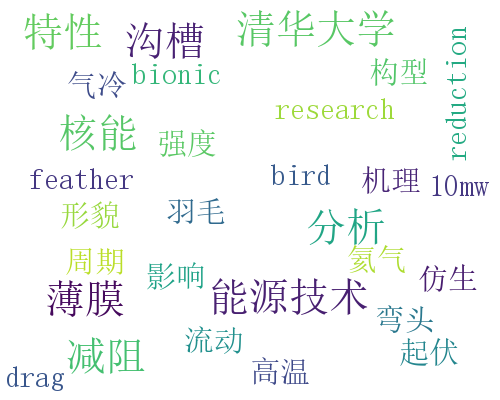 特性
沟槽
清华大学
气冷
bionic
构型
reduction
research
核能
强度
feather
bird
机理
10mw
形貌
羽毛
分析
周期
影响
氦气
仿生
薄膜
能源技术
弯头
减阻
流动
起伏
drag
高温